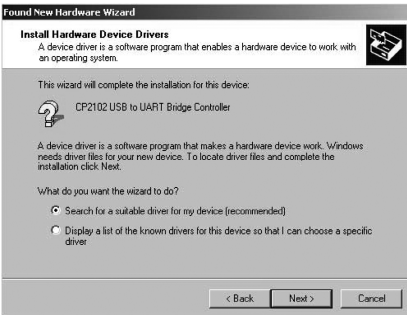 Found New Hardware Wizard
Install Hardware Device Drivers
A device driver is a software program that enables a hardware device to work with
an operating system.
This wizard will complete the installation for this device:
CP2102 USB to UART Bridge Controller
A device driver is a software program that makes a hardware device work. Windows
needs driver files for your new device. To locate driver files and complete the
installation click Next.
What do you want the wizard to do?
Search for a suitable driver for my device (recommended)
Display a list of the known drivers for this device so that I can choose a specific
driver
< Back Next > Cancel